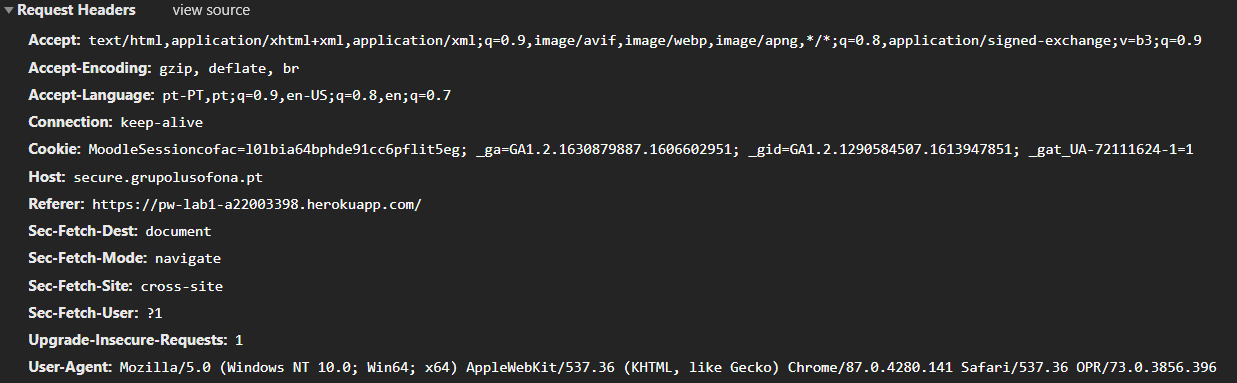 Request Headers view source
Accept: text/html,application/xhtml+xml,application/xml;q=0.9,image/avif,image/webp,image/apng,*/*;q=0.8,application/signed-exchange;v=b3;q=0.9
Accept-Encoding: gzip, deflate, br
Accept-Language: pt-PT,pt;q=0.9,en-US;q=0.8,en;q=0.7
Connection: keep-alive
Cookie: MoodleSessioncofac=l01bia64bphde91cc6pflit5eg; _ga=GA1.2.1630879887.1606602951; _gid=GA1.2.1290584507.1613947851; _gat_UA-72111624-1=1
Host: secure.grupolusofona.pt
Referer: https://pw-lab1-a22003398.herokuapp.com/
Sec-Fetch-Dest: document
Sec-Fetch-Mode: navigate
Sec-Fetch-Site: cross-site
Sec-Fetch-User: ?1
Upgrade-Insecure-Requests: 1
User-Agent: Mozilla/5.0 (Windows NT 10.0; Win64; x64) AppleWebKit/537.36 (KHTML, like Gecko) Chrome/87.0.4280.141 Safari/537.36 OPR/73.0.3856.396